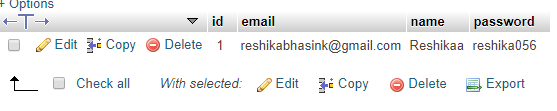 + Options
id email name password
Edit Copy Delete 1 reshikabhasink@gmail.com Reshikaa reshika056
Check all With selected: Edit Copy Delete Export